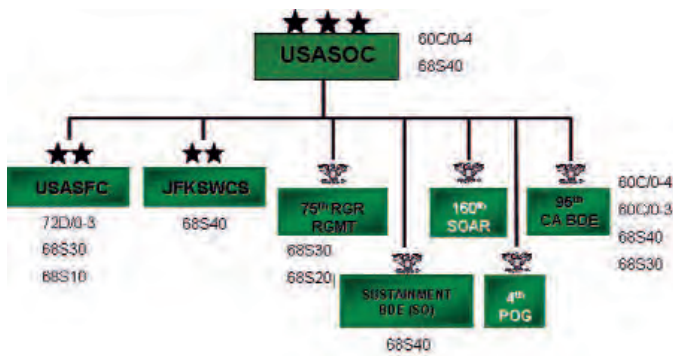 USASOC
60C/0-4
68S40
USASFC
72D/0-3
68S30
68S10
JFKSWCS
68S40
75th RGR
RGMT
68S30
68S20
SUSTAINMENT
BDE (SO)
68S40
160th
SOAR
4th
POG
95th
CA BDE
60C/0-4
60C/0-3
68S40
68S30